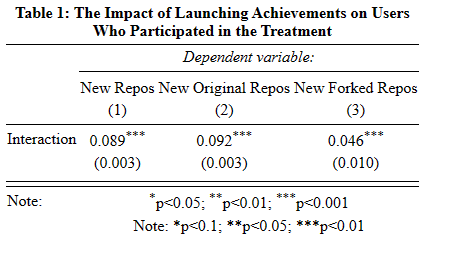 Table 1: The Impact of Launching Achievements on Users
Who Participated in the Treatment
Dependent variable:
New Repos New Original Repos New Forked Repos
(1) (2) (3)
Interaction 0.089*** 0.092*** 0.046***
(0.003) (0.003) (0.010)
Note: *p<0.05; **p<0.01; ***p<0.001
Note: *p<0.1; **p<0.05; ***p<0.01